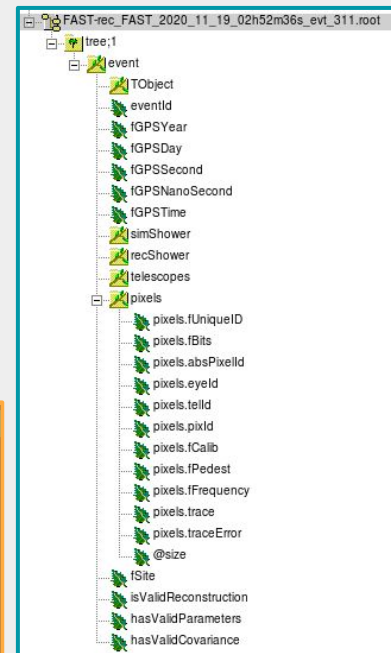 FAST-rec_FAST_2020_11_19_02h52m36s_evt_311.root
tree;1
event
TObject
eventId
fGPSYear
fGPSDay
fGPSSecond
fGPSNanoSecond
fGPSTime
simShower
recShower
telescopes
pixels
pixels.fUniqueID
pixels.fBits
pixels.absPixelId
pixels.eyeId
pixels.telId
pixels.pixId
pixels.fCalib
pixels.fPedest
pixels.fFrequency
pixels.trace
pixels.traceError
@size
fSite
isValidReconstruction
hasValidParameters
hasValidCovariance